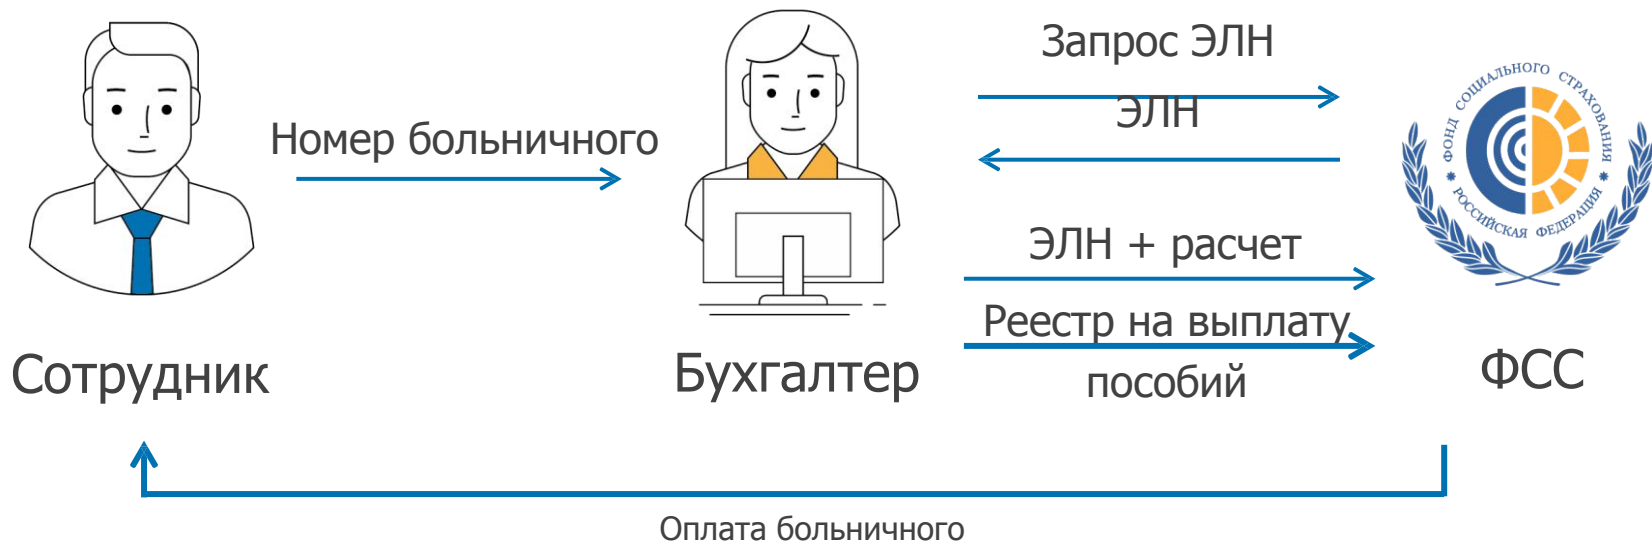 Запрос ЭЛН
ЭЛН
Номер больничного
ЭЛН + расчет
Реестр на выплату
пособий
Сотрудник
Бухгалтер
ФСС
ФОНД СОЦИАЛЬНОГО СТРАХОВАНИЯ
РОССИЙСКАЯ ФЕДЕРАЦИЯ
Оплата больничного